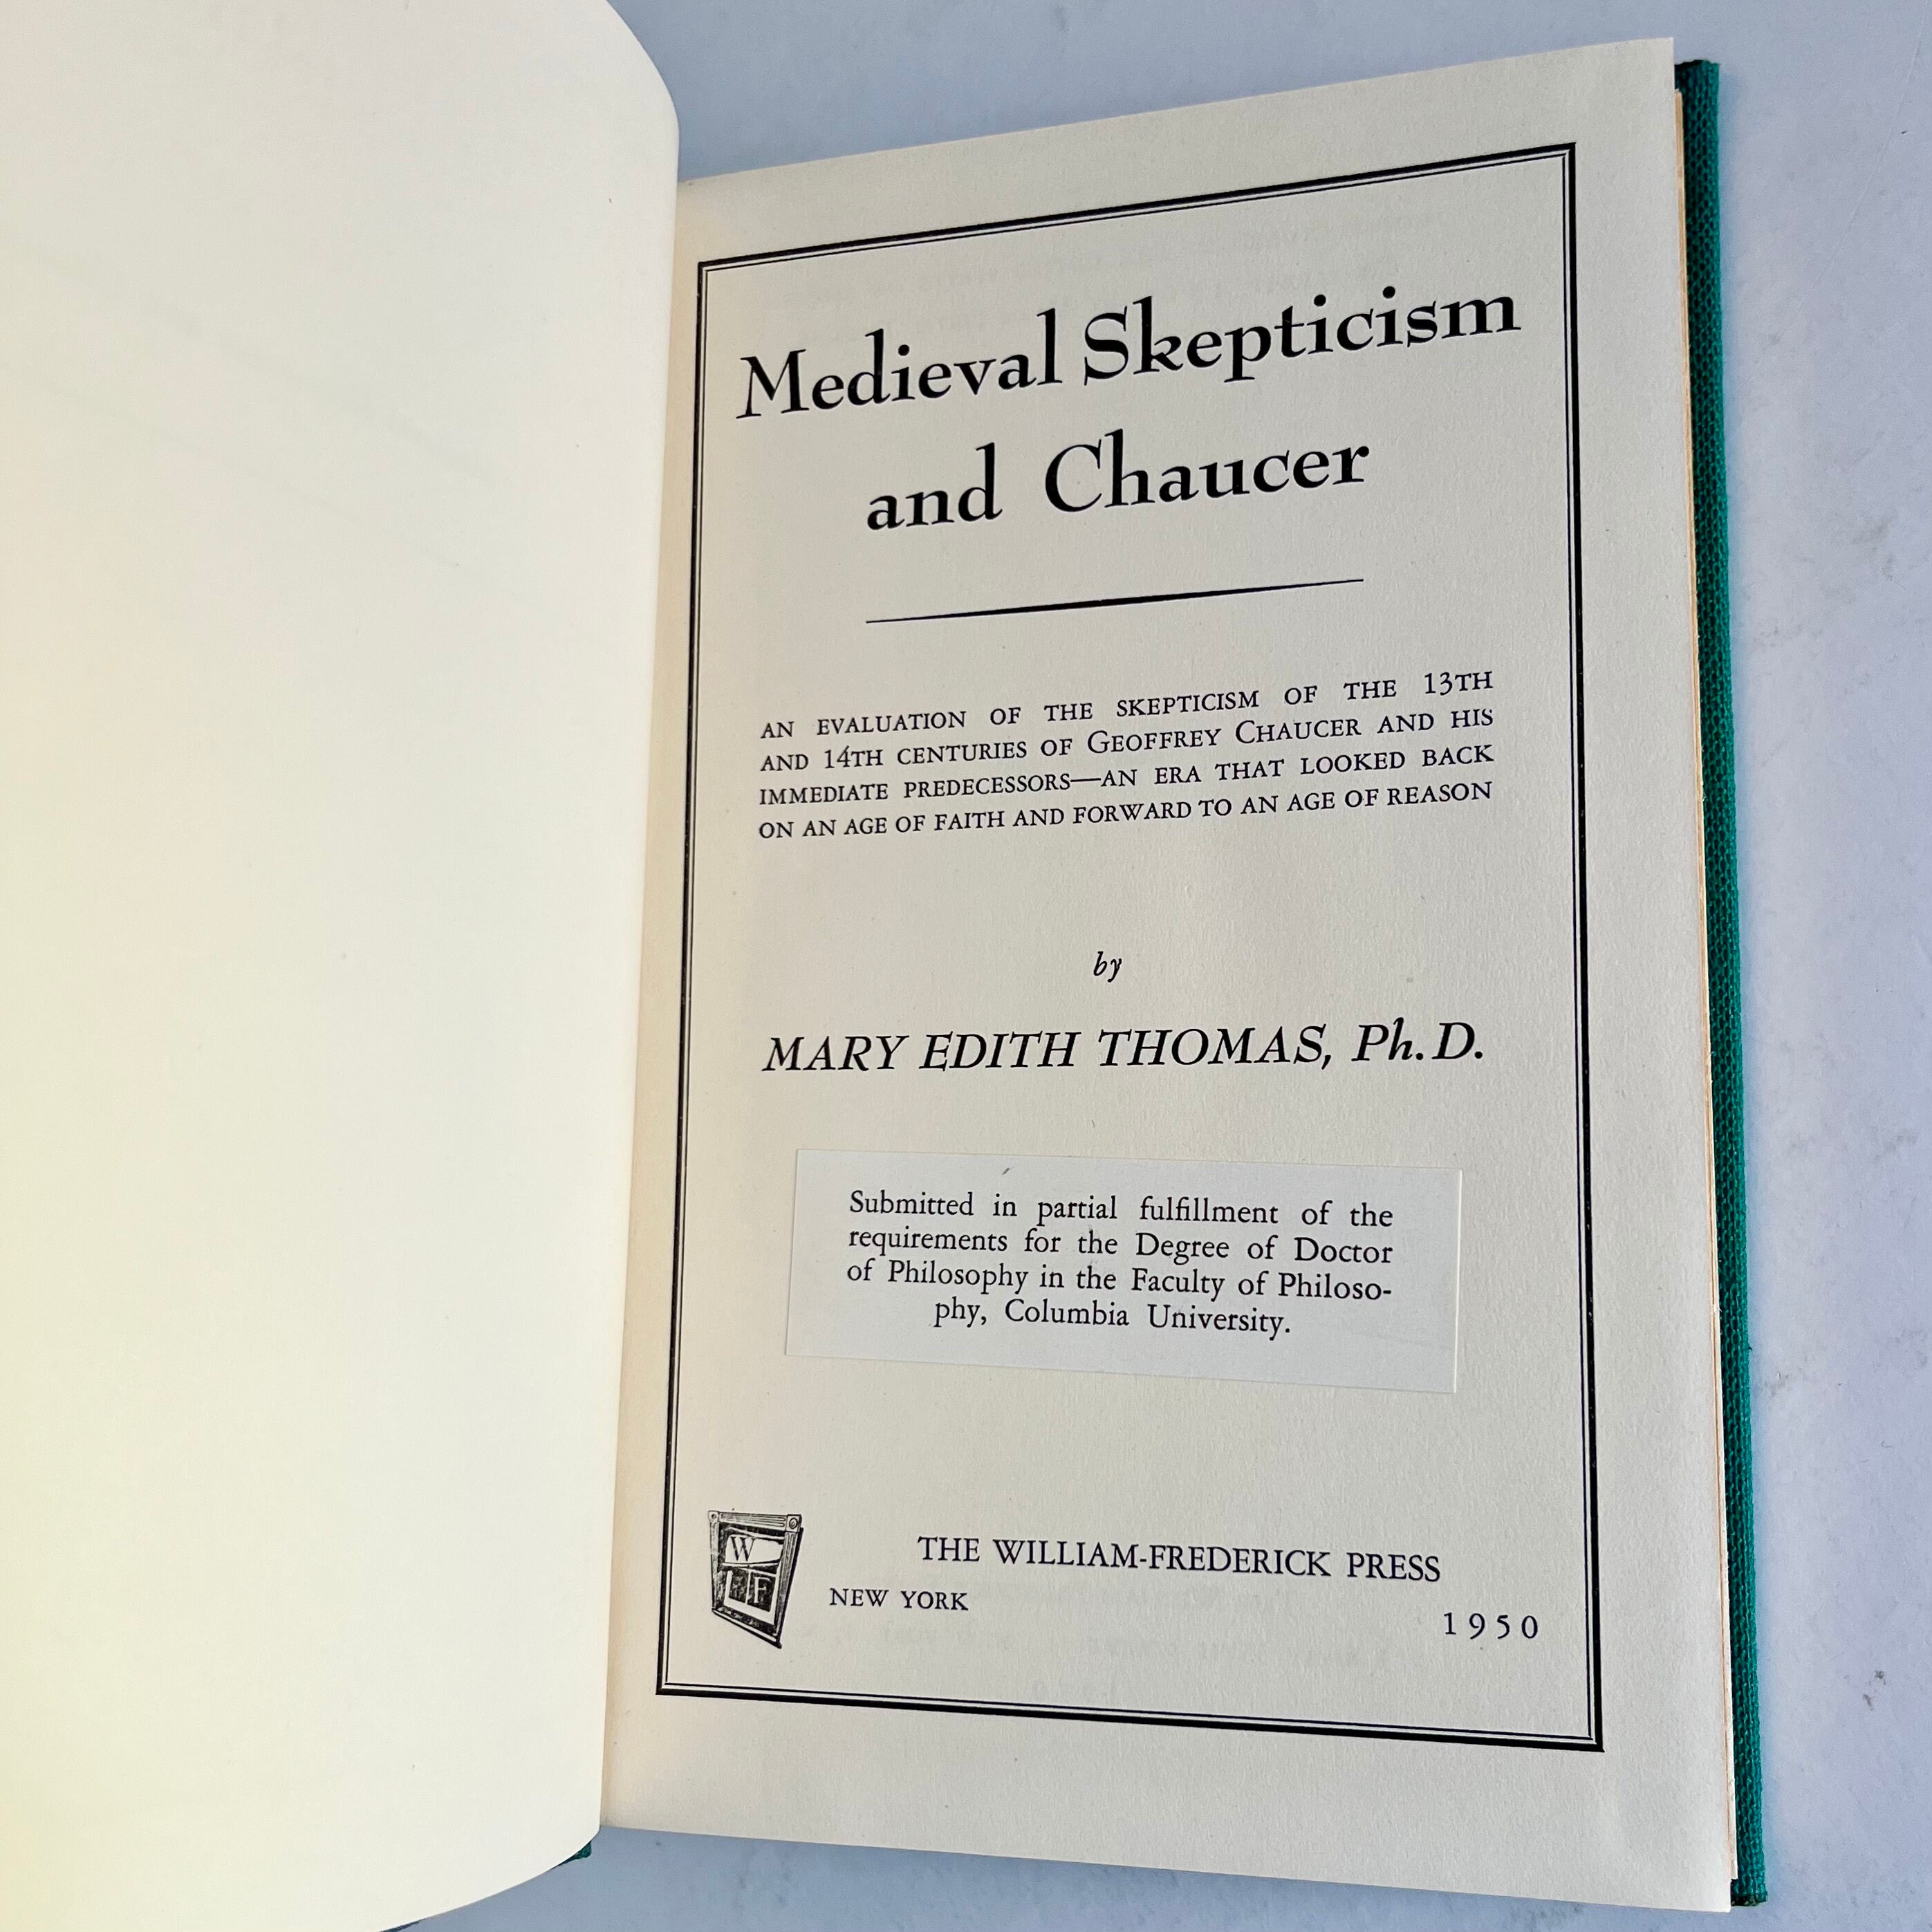 Medieval Skepticism
and Chaucer
AN EVALUATION OF THE SKEPTICISM OF THE 13TH
AND 14TH CENTURIES OF GEOFFREY CHAUCER AND HIS
IMMEDIATE PREDECESSORS—AN ERA THAT LOOKED BACK
ON AN AGE OF FAITH AND FORWARD TO AN AGE OF REASON
by
MARY EDITH THOMAS, Ph.D.
Submitted in partial fulfillment of the
requirements for the Degree of Doctor
of Philosophy in the Faculty of Philoso-
phy, Columbia University.
W
F
THE WILLIAM-FREDERICK PRESS
NEW YORK
1950